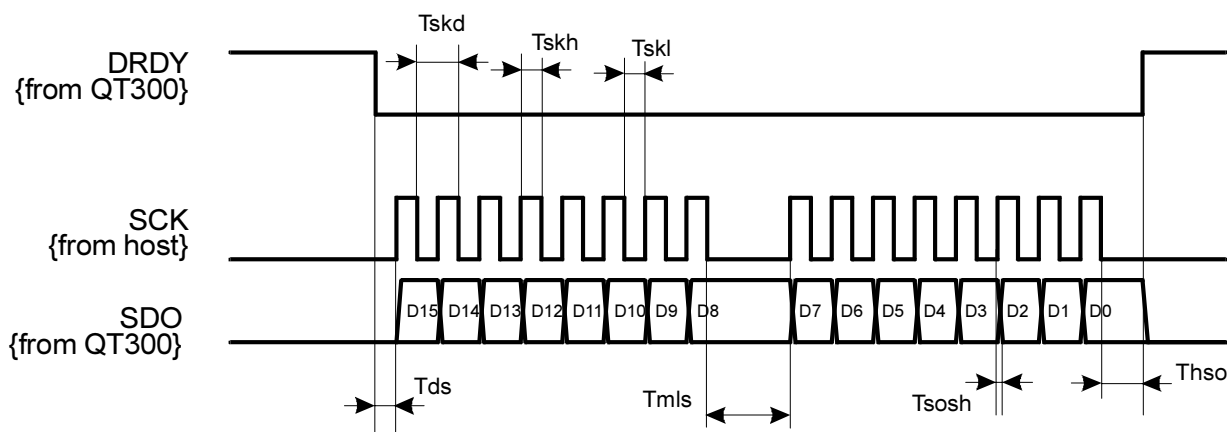 Tskd
Tskh
Tskl
DRDY
{from QT300}
SCK
{from host}
SDO
{from QT300}
D15 D14 D13 D12 D11 D10 D9 D8 D7 D6 D5 D4 D3 D2 D1 D0
Tds
Tmls
Tsosh
Thso